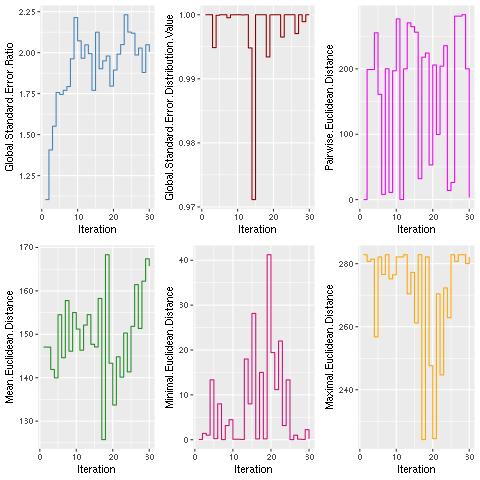 Global.Standard.Error.Ratio
2.25
2.00
1.75
1.50
1.25
0 10 20 30
Iteration
Global.Standard.Error.Distribution.Value
1.00
0.99
0.98
0.97
0 10 20 30
Iteration
Pairwise.Euclidean.Distance
200
100
0
0 10 20 30
Iteration
Mean.Euclidean.Distance
170
160
150
140
130
0 10 20 30
Iteration
Minimal.Euclidean.Distance
40
30
20
10
0
0 10 20 30
Iteration
Maximal.Euclidean.Distance
280
260
240
0 10 20 30
Iteration